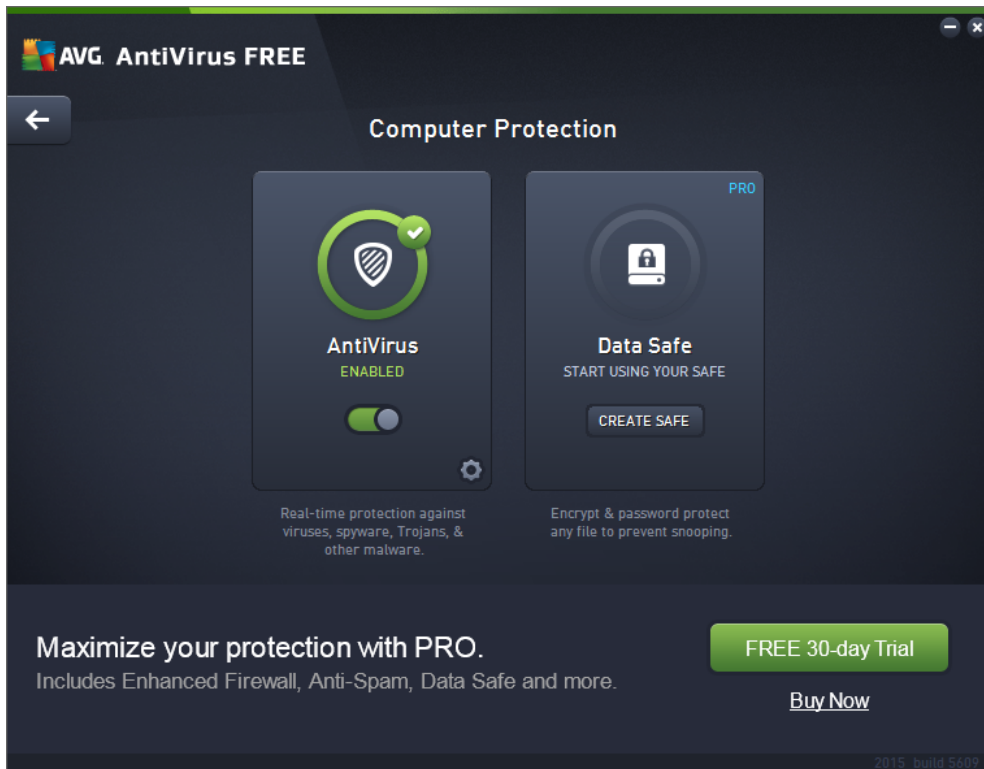 AVG AntiVirus FREE
Computer Protection
PRO
AntiVirus
ENABLED
Data Safe
START USING YOUR SAFE
CREATE SAFE
Real-time protection against
viruses, spyware, Trojans, &
other malware.
Encrypt & password protect
any file to prevent snooping.
Maximize your protection with PRO.
Includes Enhanced Firewall, Anti-Spam, Data Safe and more.
FREE 30-day Trial
Buy Now
2015 build 5609